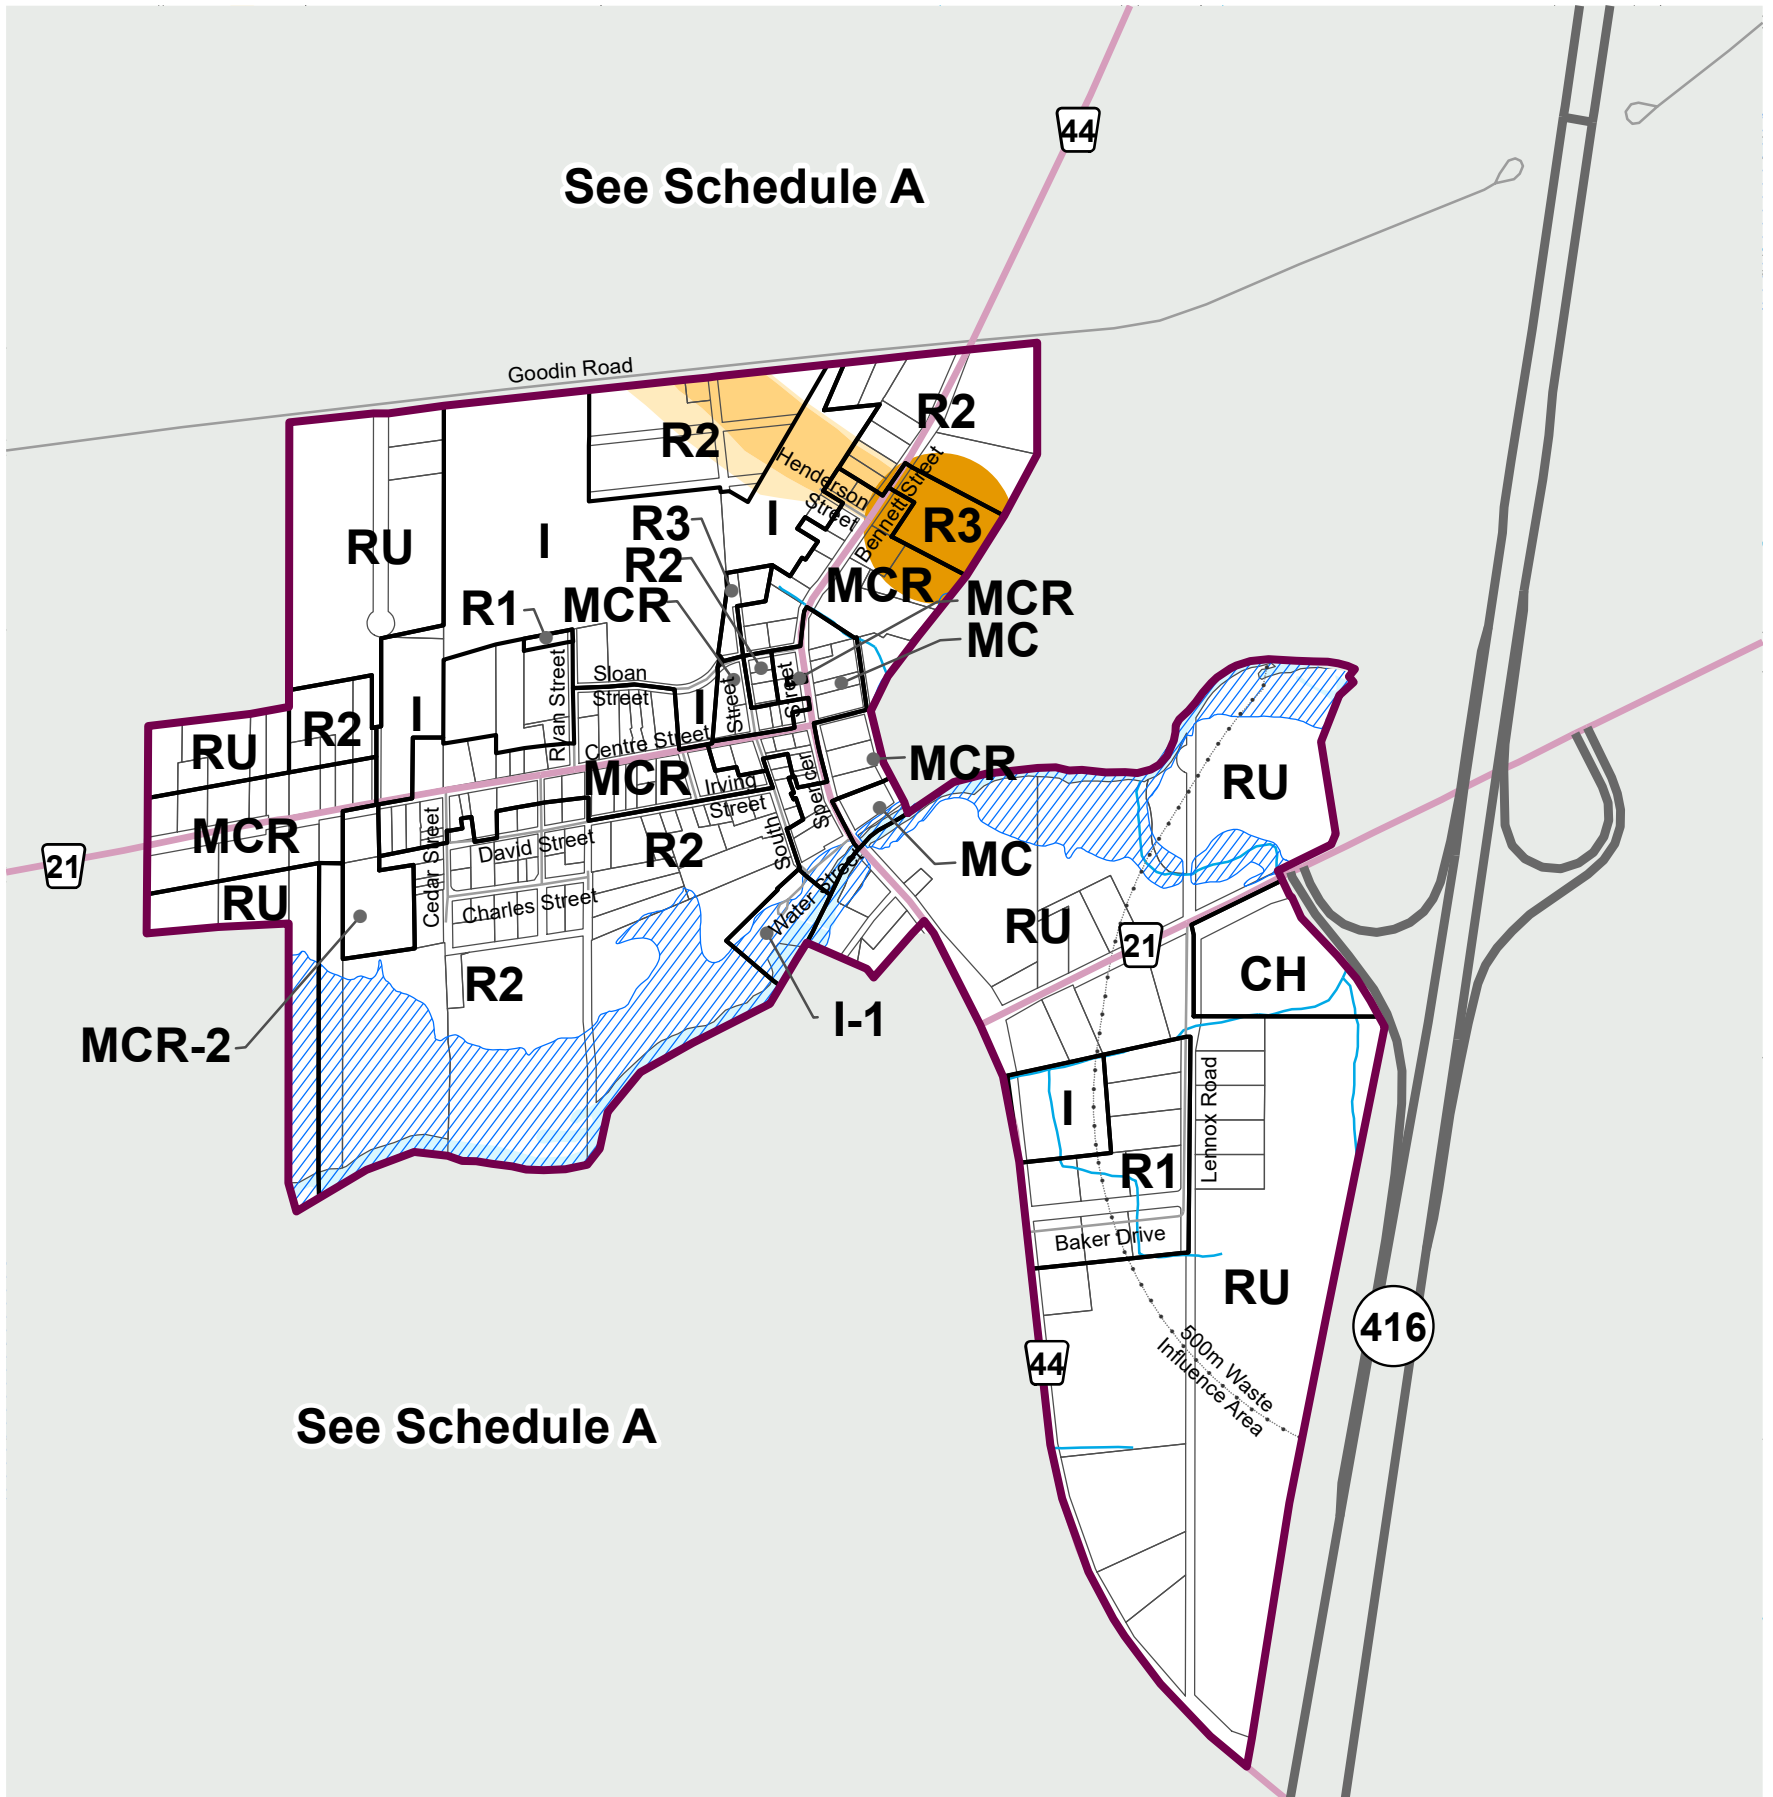 44
See Schedule A
Goodin Road
R2
R2
Henderson
Street
Bennett Street
R3
R3
I
I
RU
R2
MCR
MCR
MCR
R1
MC
Sloan
Street
Ryan Street
Street
Street
I
I
R2
RU
Centre Street
MCR
MCR
Irving
Street
Spencer
South
RU
MCR
21
Cedar Street
David Street
R2
MC
RU
Charles Street
Water Street
RU
21
CH
R2
I-1
MCR-2
I
Lennox Road
R1
Baker Drive
RU
416
44
500m Waste
Influence Area
See Schedule A